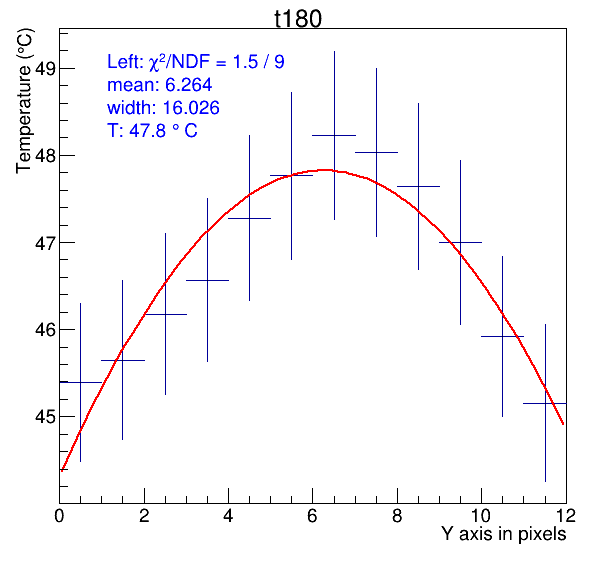 t180
Temperature (°C)
Left: χ²/NDF = 1.5 / 9
mean: 6.264
width: 16.026
T: 47.8 ° C
49
48
47
46
45
0 2 4 6 8 10 12
Y axis in pixels